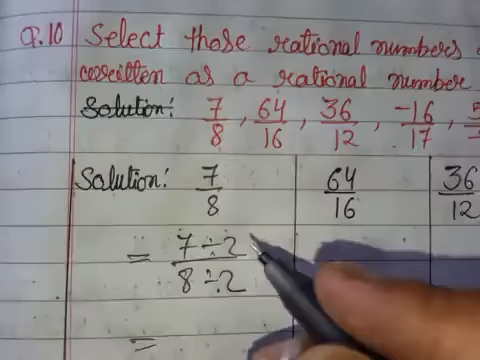 Q.10 Select those rational numbers
written as a rational number
Solution: 7/8, 64/16, 36/12, -16/17,
Solution: 7/8 64/16 36/12
= 7÷2/8÷2
=